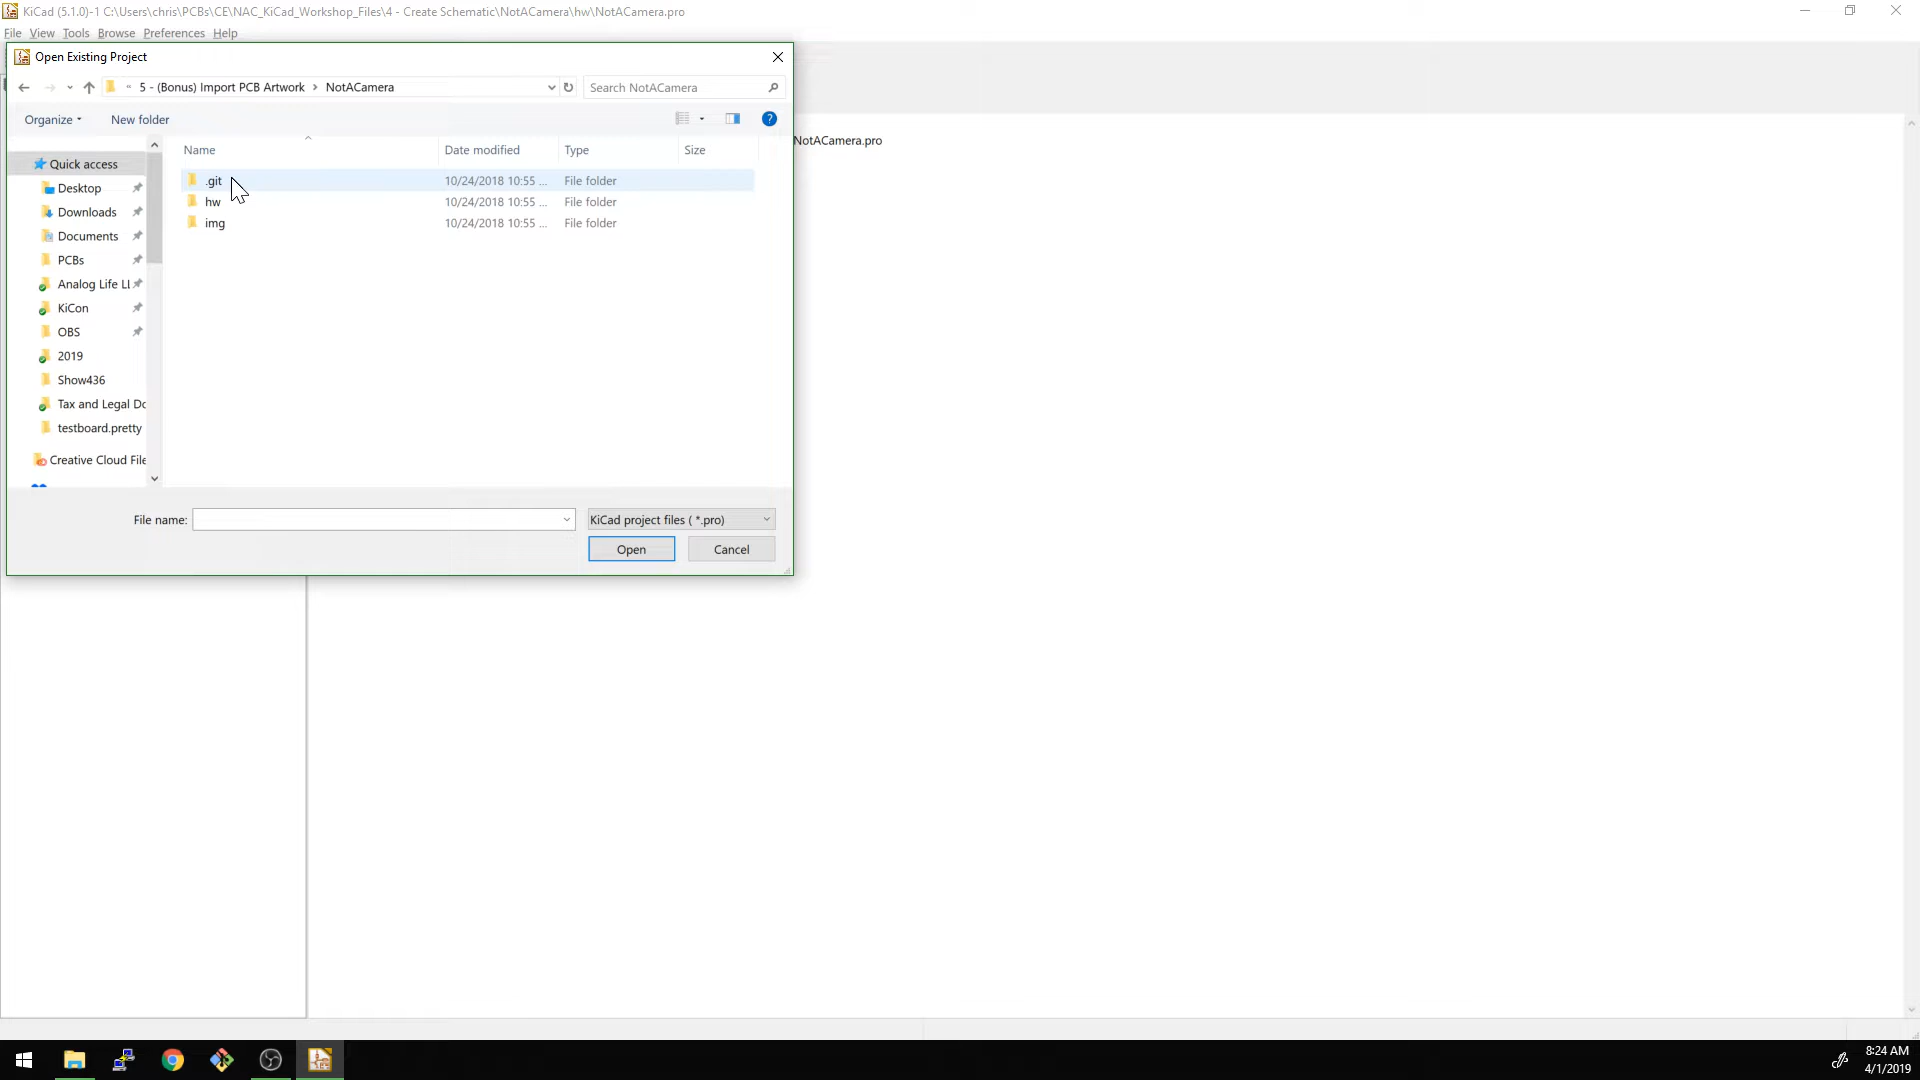 KiCad (5.1.0)-1 C:\Users\chris\PCBs\CE\NAC_KiCad_Workshop_Files\4 - Create Schematic\NotACamera\hw\NotACamera.pro
File View Tools Browse Preferences Help
Open Existing Project
5 - (Bonus) Import PCB Artwork > NotACamera
Search NotACamera
Organize
New folder
Name Date modified Type Size
NotACamera.pro
Quick access
Desktop
Downloads
Documents
PCBs
Analog Life LI
KiCon
OBS
2019
Show436
Tax and Legal Do
testboard.pretty
Creative Cloud File
.git 10/24/2018 10:55 ... File folder
hw 10/24/2018 10:55 ... File folder
img 10/24/2018 10:55 ... File folder
File name:
KiCad project files ( *.pro)
Open Cancel
8:24 AM
4/1/2019